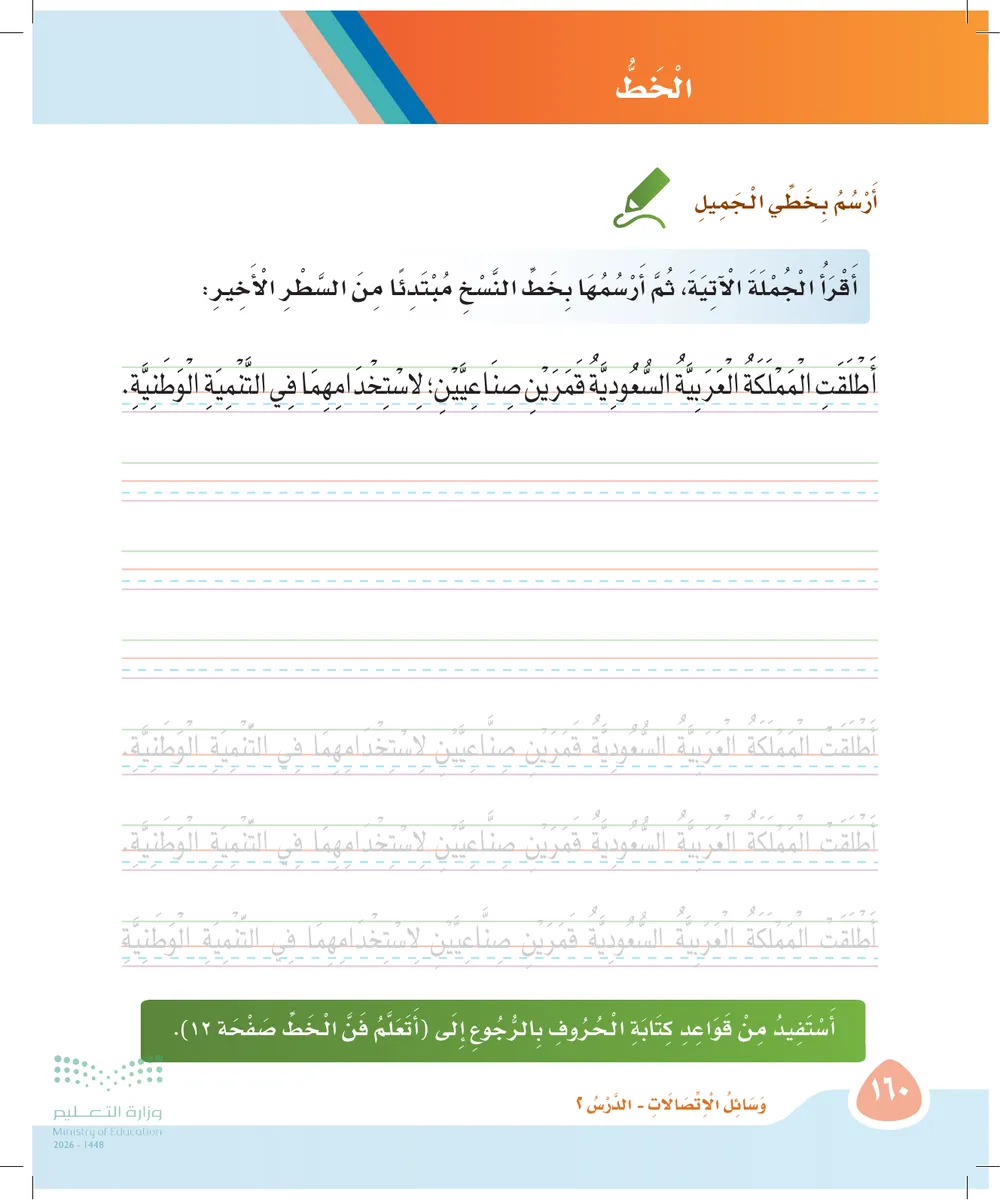 الْخَطُّ
أَرْسُمُ بِخَطِّي الْجَمِيلِ
أَقْرَأُ الْجُمْلَةَ الْآتِيَةَ، ثُمَّ أَرْسُمُهَا بِخَطِّ النَّسْخِ مُبْتَدِئًا مِنَ السَّطْرِ الْأَخِيرِ:
أَطْلَقَتِ الْمَمْلَكَةُ الْعَرَبِيَّةُ السُّعُودِيَّةُ قَمَرَيْنِ صِنَاعِيَّيْنِ؛ لِاسْتِخْدَامِهِمَا فِي التَّنْمِيَةِ الْوَطَنِيَّةِ.
أَطْلَقَتْ الْمَمْلَكَةُ الْعَرَبِيَّةُ السُّعُودِيَّةُ قَمَرَيْنِ صِنَّاعِيَّيْنِ لِاسْتِخْدَامِهِمَا فِي التَّنْمِيَةِ الْوَطَنِيَّةِ.
أَطْلَقَتْ الْمَمْلَكَةُ الْعَرَبِيَّةُ السُّعُودِيَّةُ قَمَرَيْنِ صِنَّاعِيَّيْنِ لِاسْتِخْدَامِهِمَا فِي التَّنْمِيَةِ الْوَطَنِيَّةِ.
أَطْلَقَتْ الْمَمْلَكَةُ الْعَرَبِيَّةُ السُّعُودِيَّةُ قَمَرَيْنِ صِنَّاعِيَّيْنِ لِاسْتِخْدَامِهِمَا فِي التَّنْمِيَةِ الْوَطَنِيَّةِ
أَسْتَفِيدُ مِنْ قَوَاعِدِ كِتَابَةِ الْحُرُوفِ بِالرُّجُوعِ إِلَى (أَتَعَلَّمُ فَنَّ الْخَطِّ صَفْحَة ١٢).
١٦٠
وَسَائِلُ الْاِتِّصَالَاتِ - الدَّرْسُ ٢
وزارة التعليم
Ministry of Education
2026 - 1448